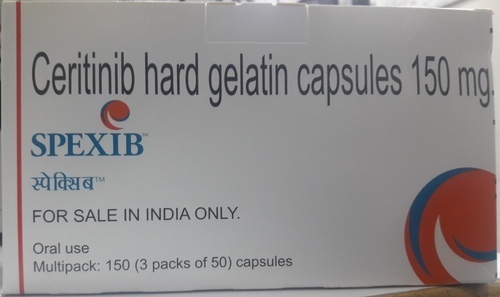 Ceritinib hard gelatin capsules 150 mg
SPEXIB™
स्पेक्सिब™
FOR SALE IN INDIA ONLY.
Oral use
Multipack: 150 (3 packs of 50) capsules